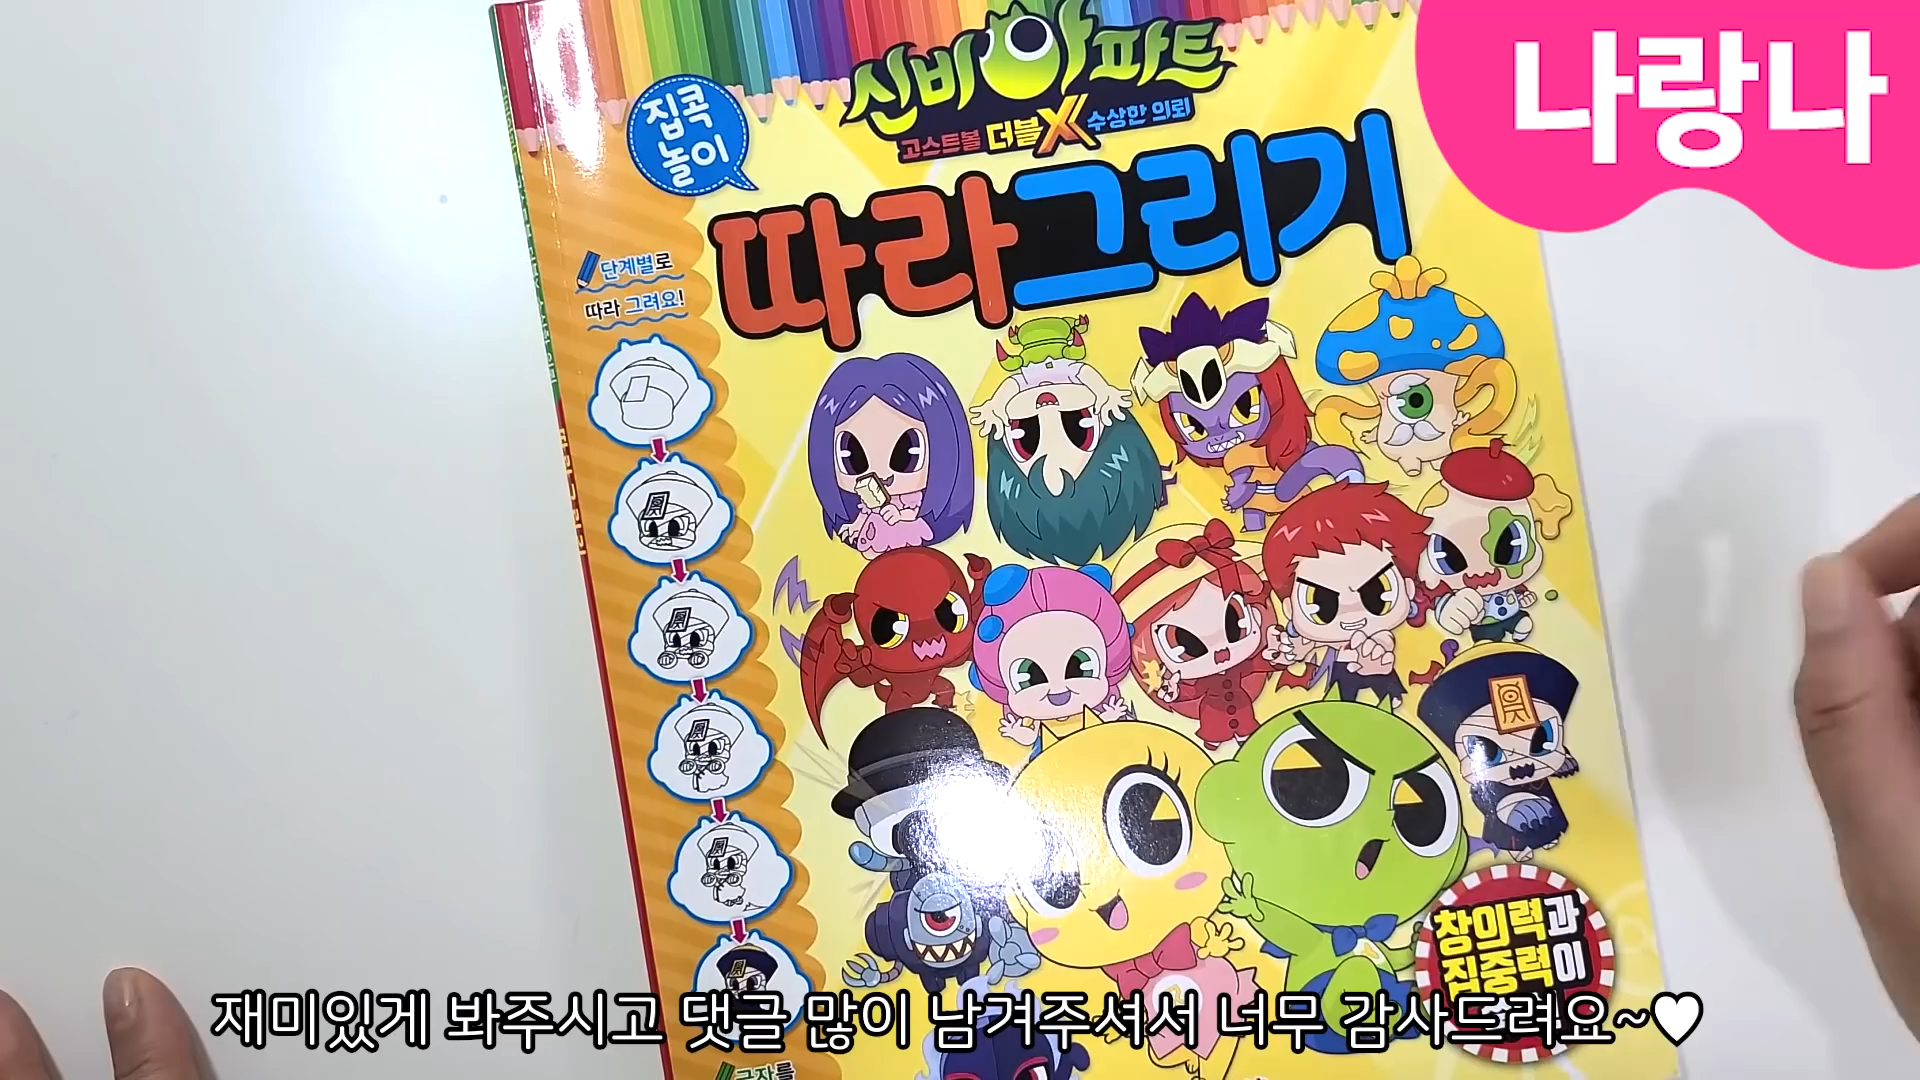 나랑나
신비아파트
고스트볼 더블X 수상한 의뢰
집콕
놀이
따라그리기
단계별로
따라 그려요!
창의력과
집중력이
재미있게 봐주시고 댓글 많이 남겨주셔서 너무 감사드려요~♥
글자를